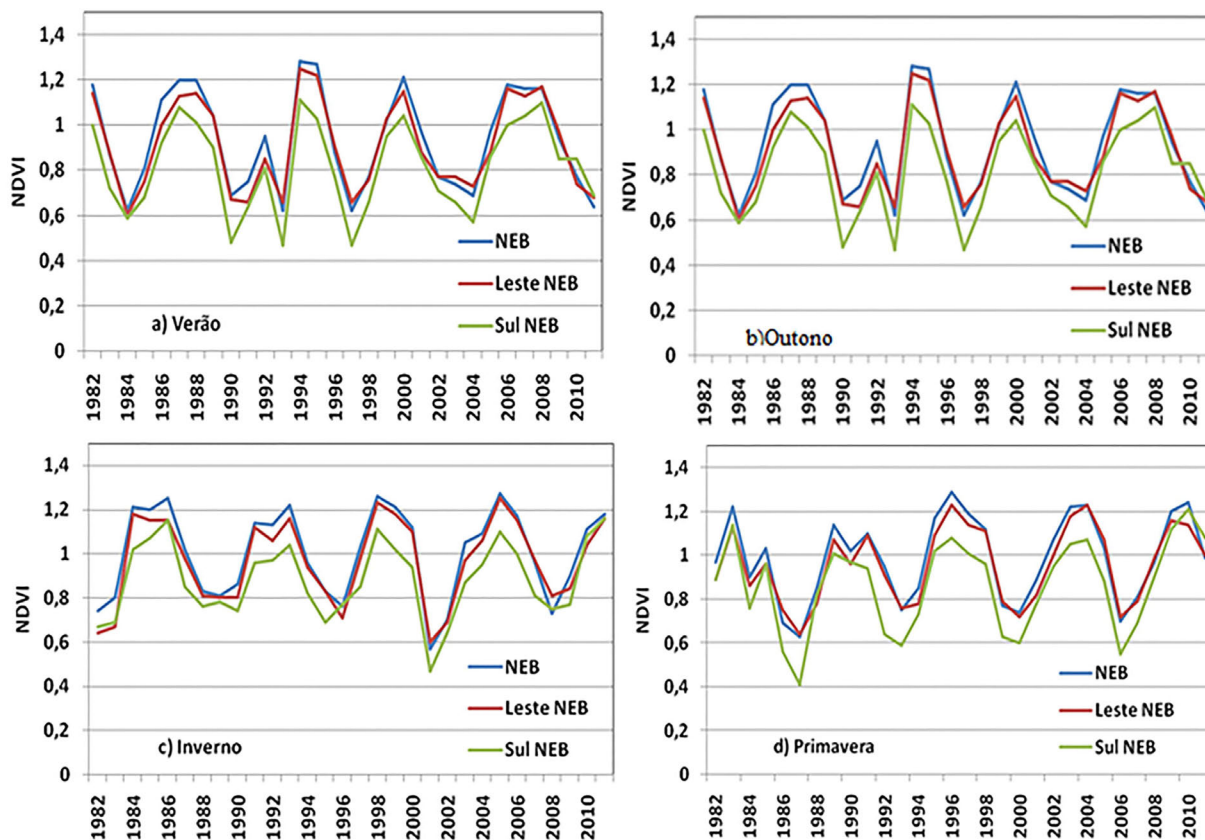 NDVI
1,4
1,2
1
0,8
0,6
0,4
0,2
0
NEB
Leste NEB
Sul NEB
a) Verão
1982 1984 1986 1988 1990 1992 1994 1996 1998 2000 2002 2004 2006 2008 2010
NDVI
1,4
1,2
1
0,8
0,6
0,4
0,2
0
NEB
Leste NEB
Sul NEB
b)Outono
1982 1984 1986 1988 1990 1992 1994 1996 1998 2000 2002 2004 2006 2008 2010
NDVI
1,4
1,2
1
0,8
0,6
0,4
0,2
0
NEB
Leste NEB
Sul NEB
c) Inverno
1982 1984 1986 1988 1990 1992 1994 1996 1998 2000 2002 2004 2006 2008 2010
NDVI
1,4
1,2
1
0,8
0,6
0,4
0,2
0
NEB
Leste NEB
Sul NEB
d) Primavera
1982 1984 1986 1988 1990 1992 1994 1996 1998 2000 2002 2004 2006 2008 2010